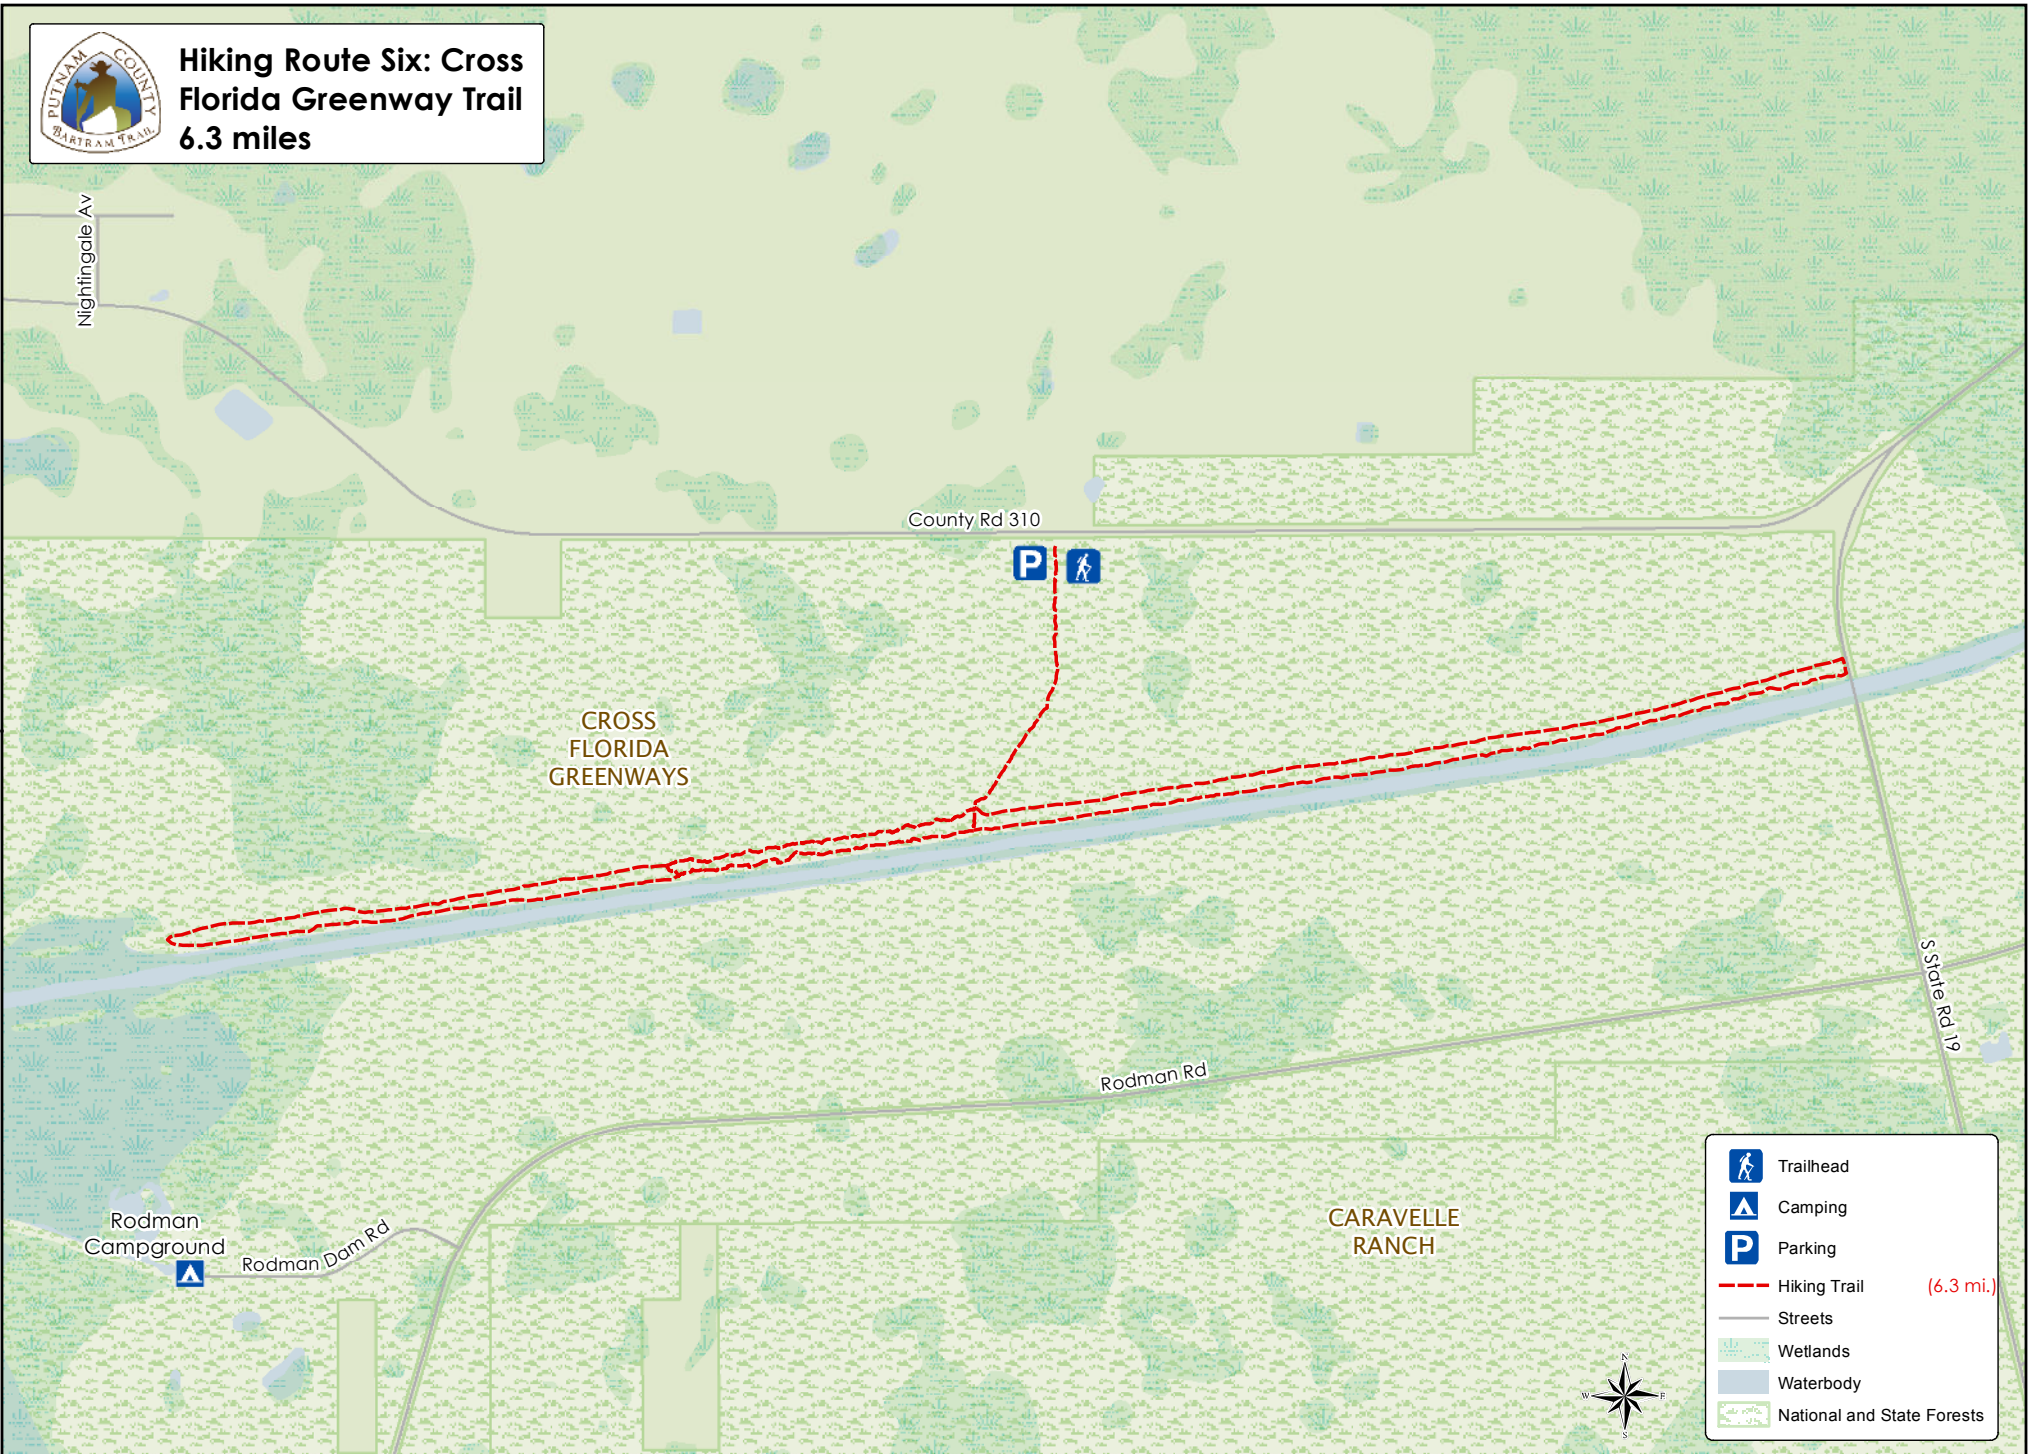 PUTNAM COUNTY
BARTRAM TRAIL
Hiking Route Six: Cross
Florida Greenway Trail
6.3 miles
Nightingale Av
County Rd 310
P
CROSS
FLORIDA
GREENWAYS
S State Rd 19
Rodman Rd
CARAVELLE
RANCH
Rodman
Campground
Rodman Dam Rd
Trailhead
Camping
P
Parking
Hiking Trail (6.3 mi.)
Streets
Wetlands
Waterbody
National and State Forests
N
W E
S